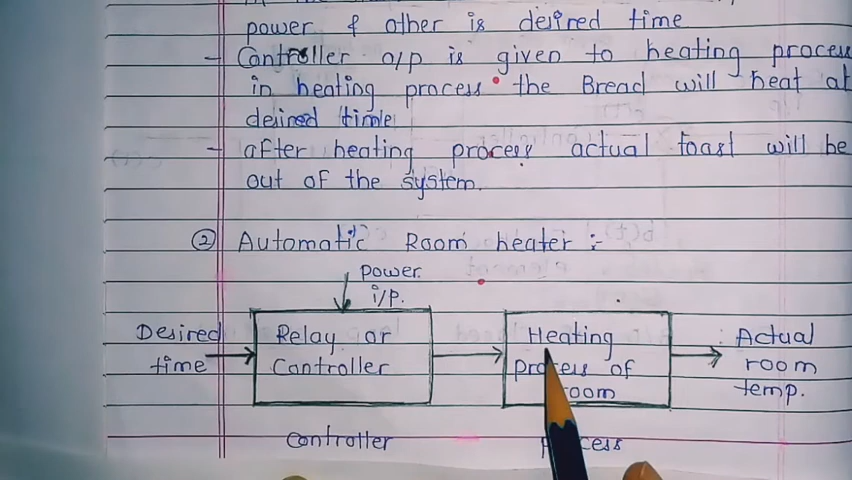 power & other is desired time
- Controller o/p is given to heating process
in heating process the Bread will heat at
desired time
- after heating process actual toast will be
out of the system.
② Automatic Room heater :-
power
i/p.
Desired
time
Relay or
Controller
Heating
process of
room
Actual
room
temp.
Controller